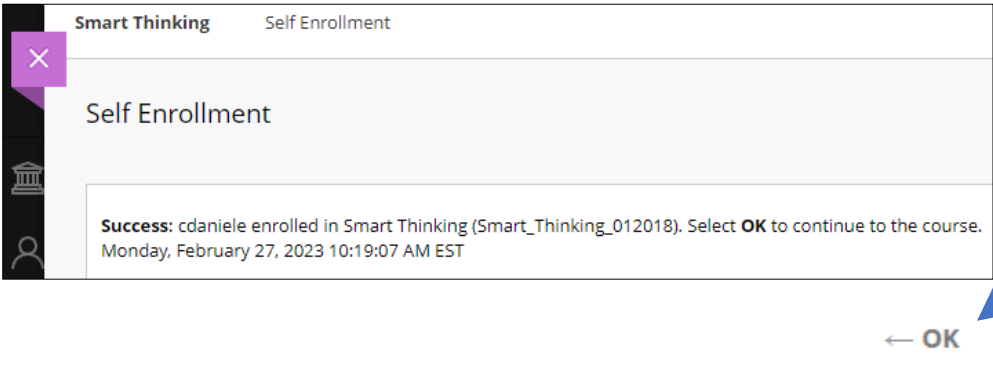 Smart Thinking Self Enrollment
Self Enrollment
Success: cdaniele enrolled in Smart Thinking (Smart_Thinking_012018). Select OK to continue to the course.
Monday, February 27, 2023 10:19:07 AM EST
← OK